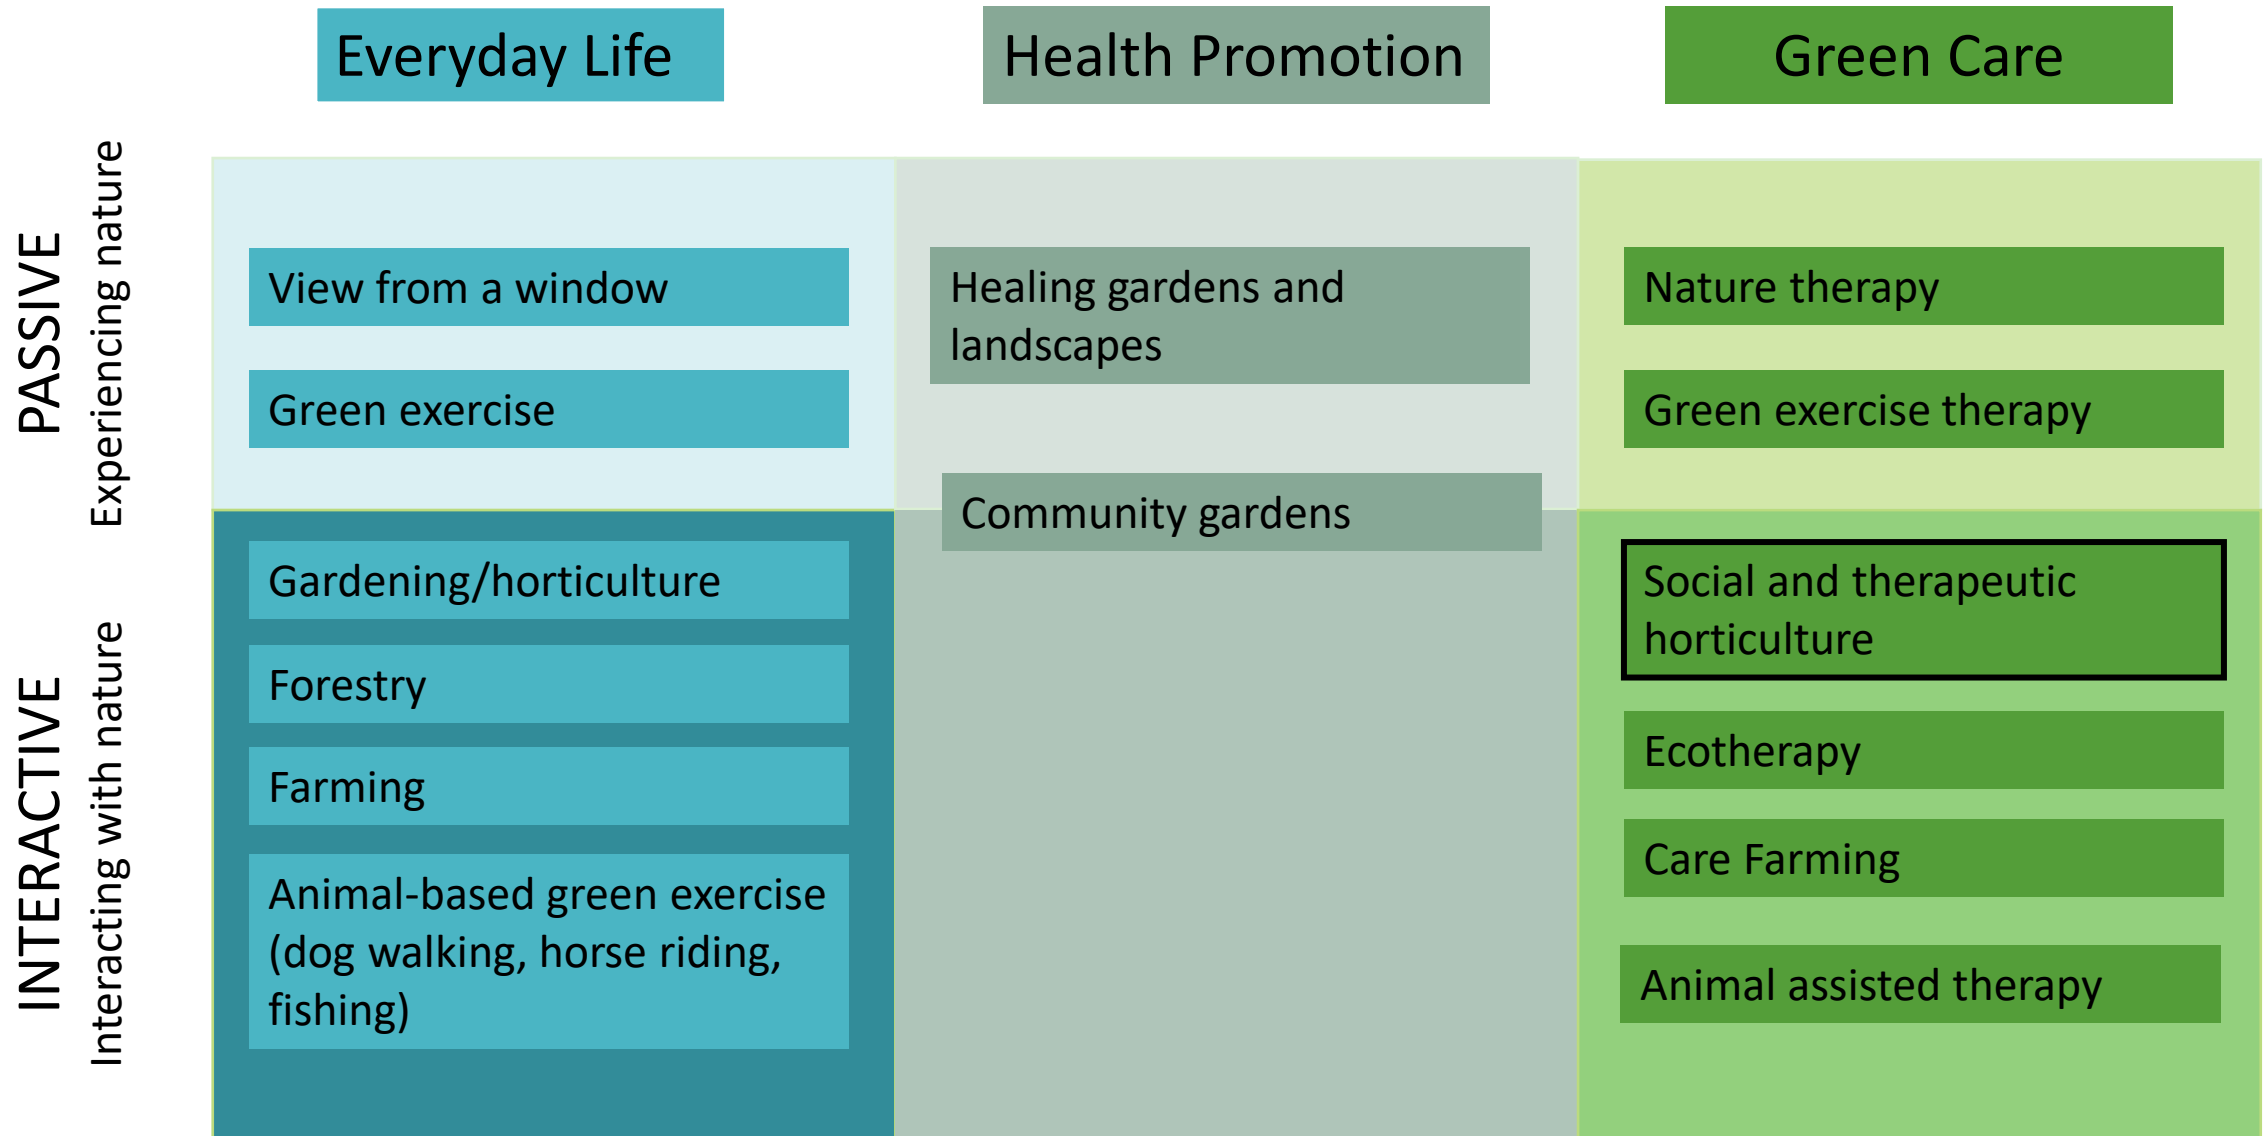 Everyday Life
Health Promotion
Green Care
PASSIVE
Experiencing nature
View from a window
Green exercise
Healing gardens and
landscapes
Community gardens
Nature therapy
Green exercise therapy
INTERACTIVE
Interacting with nature
Gardening/horticulture
Forestry
Farming
Animal-based green exercise
(dog walking, horse riding,
fishing)
Social and therapeutic
horticulture
Ecotherapy
Care Farming
Animal assisted therapy